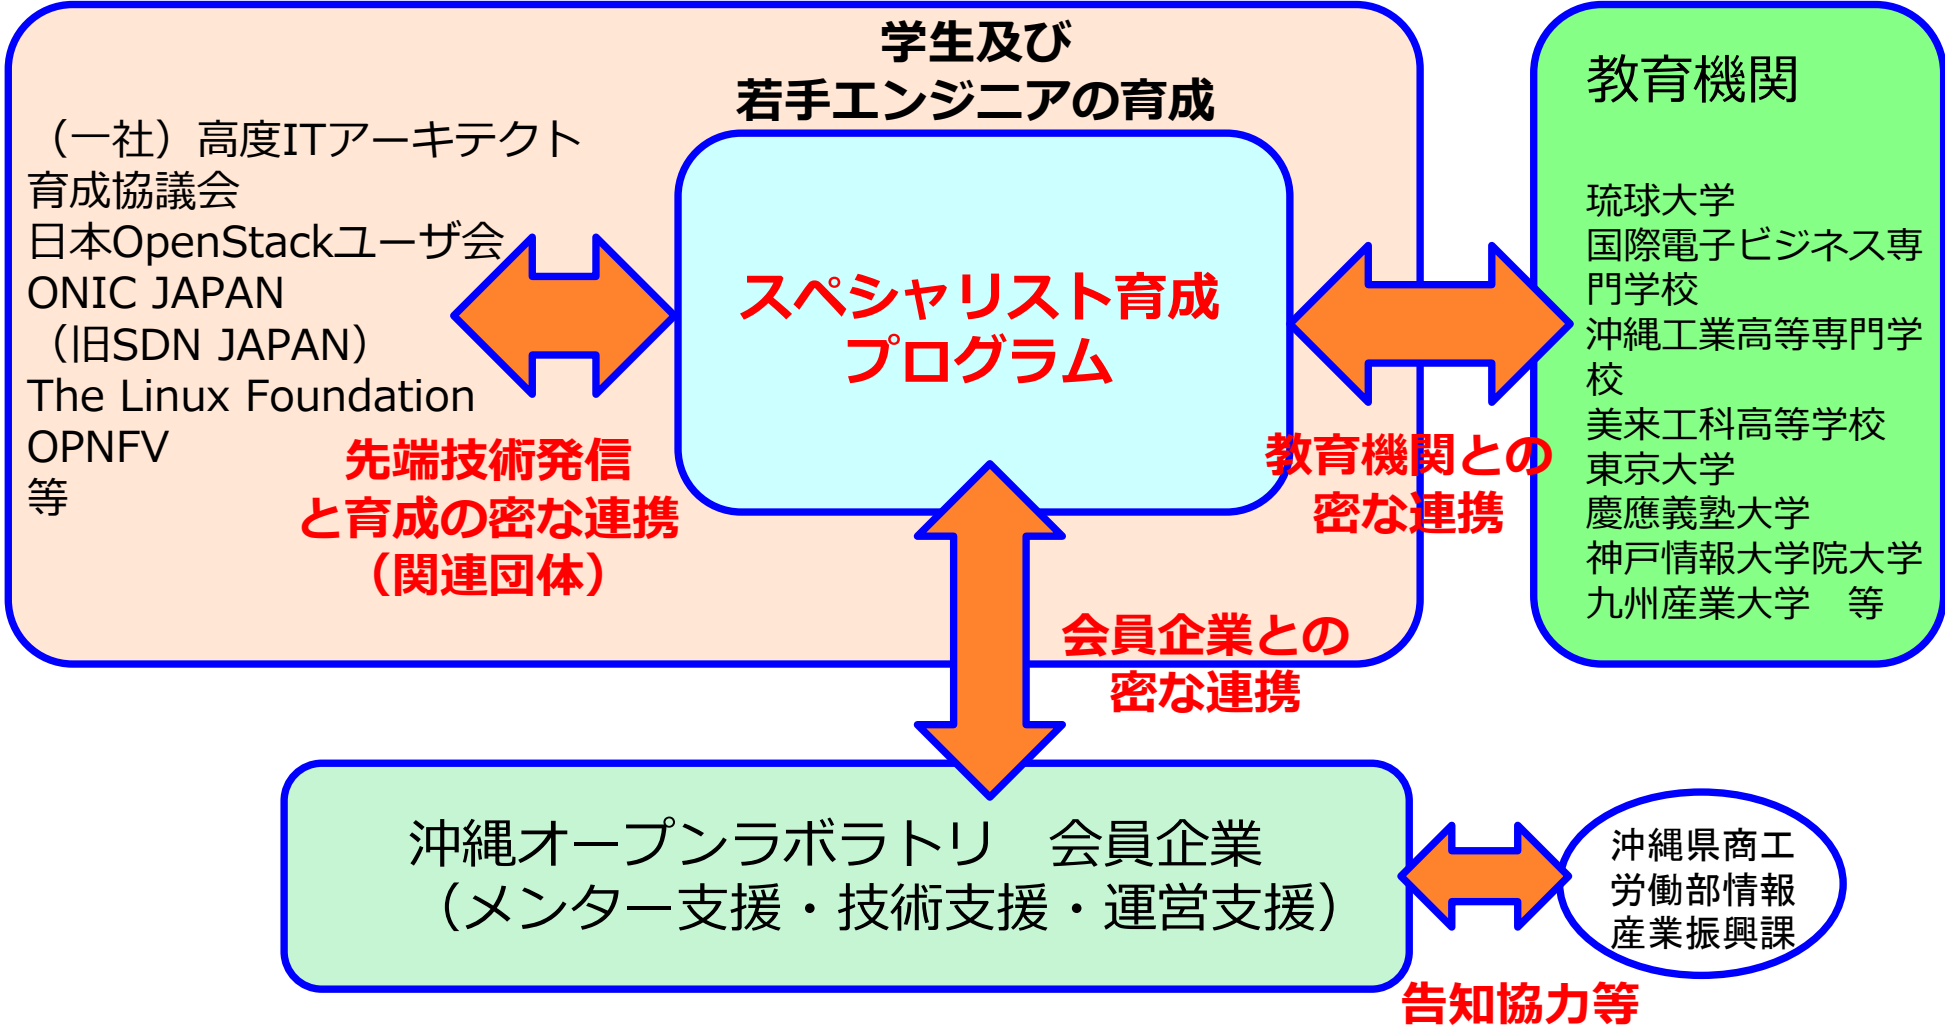 学生及び
若手エンジニアの育成
（一社）高度ITアーキテクト
育成協議会
日本OpenStackユーザ会
ONIC JAPAN
（旧SDN JAPAN）
The Linux Foundation
OPNFV
等
先端技術発信
と育成の密な連携
（関連団体）
スペシャリスト育成
プログラム
教育機関との
密な連携
教育機関
琉球大学
国際電子ビジネス専
門学校
沖縄工業高等専門学
校
美来工科高等学校
東京大学
慶應義塾大学
神戸情報大学院大学
九州産業大学　等
会員企業との
密な連携
沖縄オープンラボラトリ　会員企業
（メンター支援・技術支援・運営支援）
沖縄県商工
労働部情報
産業振興課
告知協力等